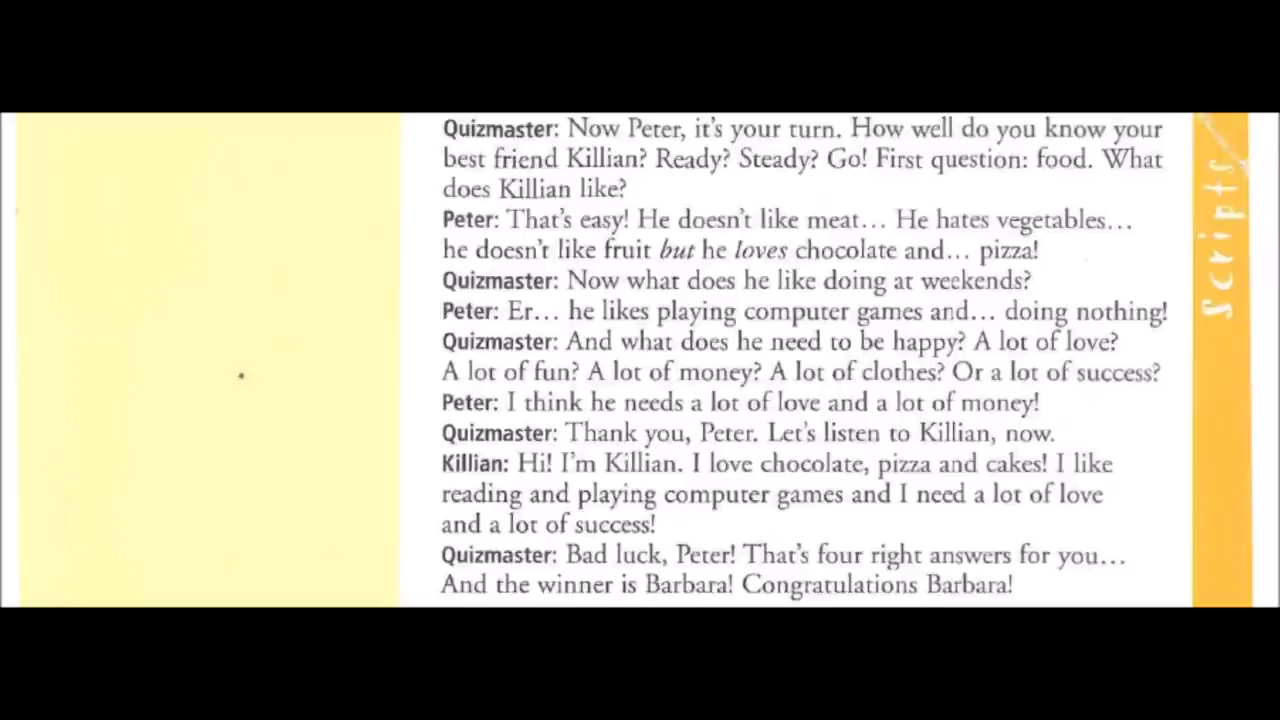 Quizmaster: Now Peter, it's your turn. How well do you know your
best friend Killian? Ready? Steady? Go! First question: food. What
does Killian like?
Peter: That's easy! He doesn't like meat... He hates vegetables...
he doesn't like fruit but he loves chocolate and... pizza!
Quizmaster: Now what does he like doing at weekends?
Peter: Er... he likes playing computer games and... doing nothing!
Quizmaster: And what does he need to be happy? A lot of love?
A lot of fun? A lot of money? A lot of clothes? Or a lot of success?
Peter: I think he needs a lot of love and a lot of money!
Quizmaster: Thank you, Peter. Let's listen to Killian, now.
Killian: Hi! I'm Killian. I love chocolate, pizza and cakes! I like
reading and playing computer games and I need a lot of love
and a lot of success!
Quizmaster: Bad luck, Peter! That's four right answers for you...
And the winner is Barbara! Congratulations Barbara!
Scripts